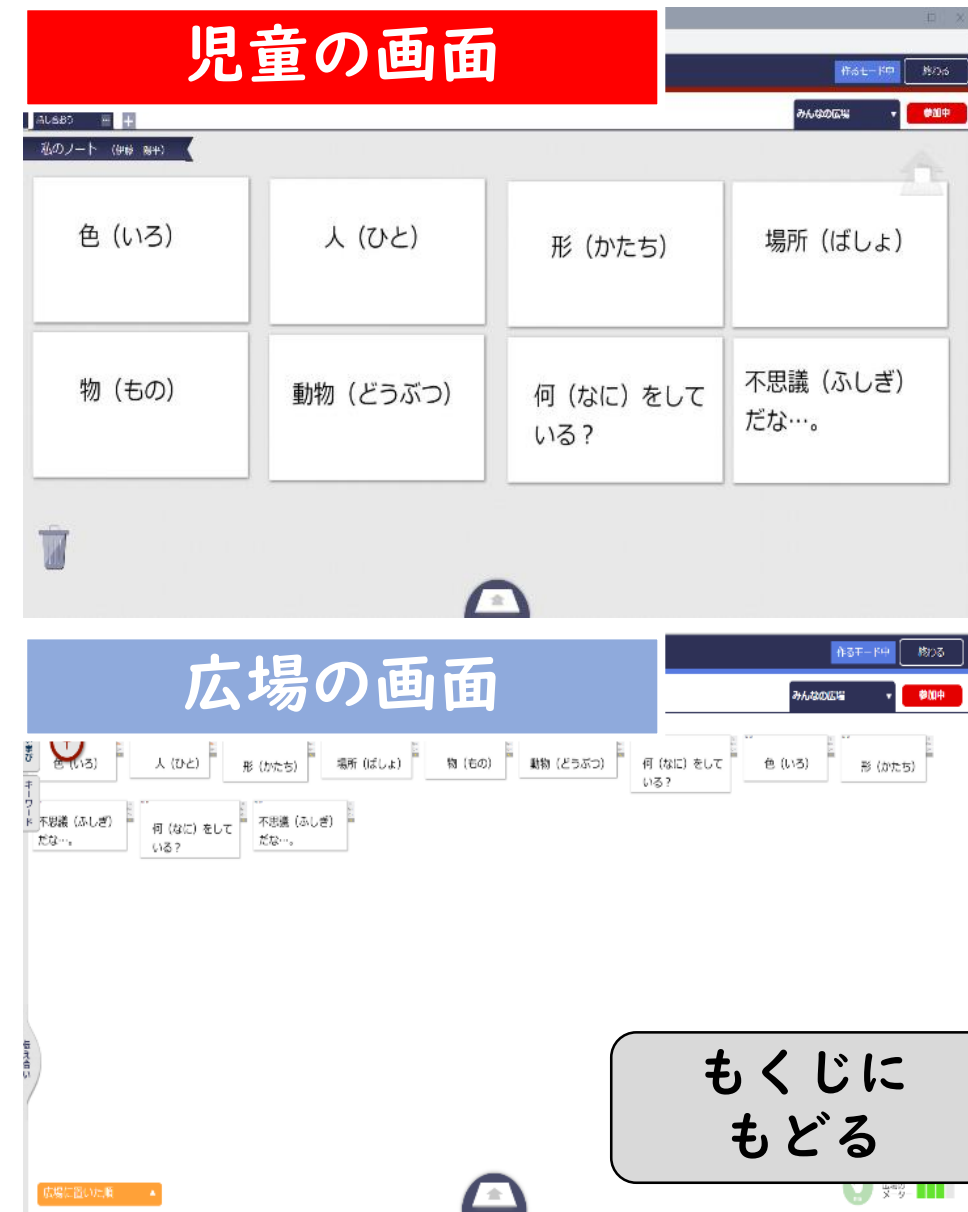 児童の画面
作るモード中
終わる
みんなの広場
参加中
私のノート
色（いろ）
人（ひと）
形（かたち）
場所（ばしょ）
物（もの）
動物（どうぶつ）
何（なに）をして
いる？
不思議（ふしぎ）
だな…。
広場の画面
作るモード中
終わる
みんなの広場
参加中
キーワード
色（いろ）
人（ひと）
形（かたち）
場所（ばしょ）
物（もの）
動物（どうぶつ）
何（なに）をして
いる？
色（いろ）
形（かたち）
不思議（ふしぎ）
だな…。
何（なに）をして
いる？
不思議（ふしぎ）
だな…。
もくじに
もどる
広場に置いた順